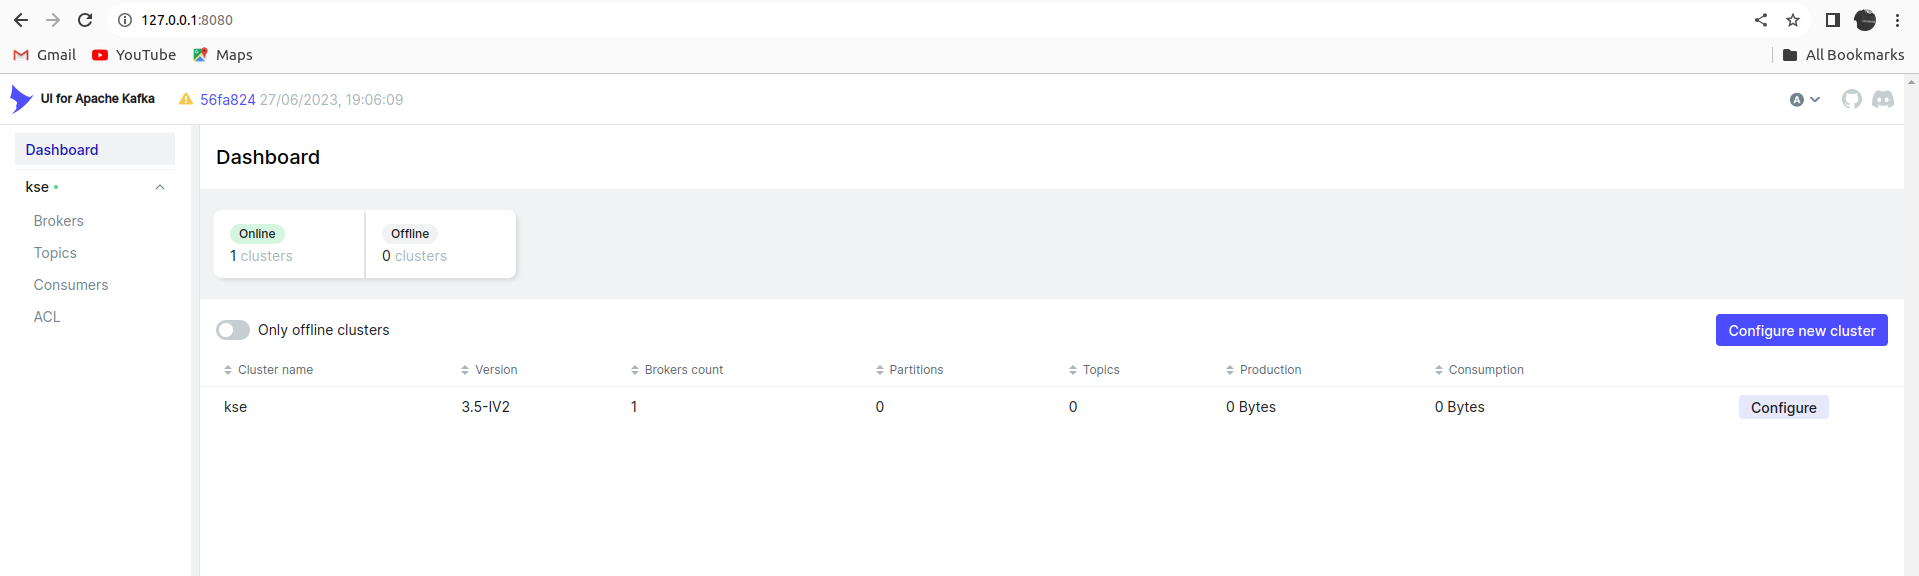 127.0.0.1:8080
Gmail YouTube Maps All Bookmarks
UI for Apache Kafka 56fa824 27/06/2023, 19:06:09 A
Dashboard
kse
Brokers
Topics
Consumers
ACL
Dashboard
Online Offline
1 clusters 0 clusters
Only offline clusters Configure new cluster
Cluster name Version Brokers count Partitions Topics Production Consumption
kse 3.5-IV2 1 0 0 0 Bytes 0 Bytes Configure